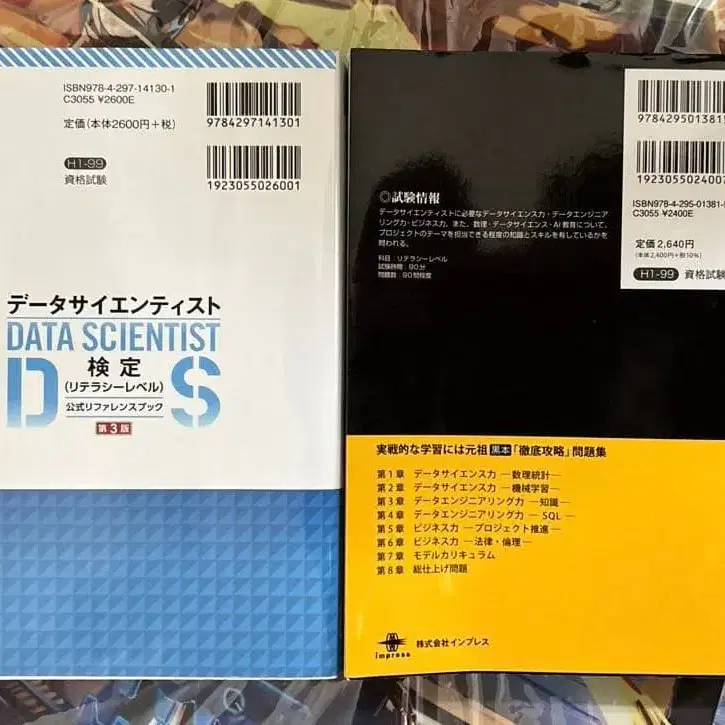 ISBN978-4-297-14130-1
C3055 ¥2600E
定価（本体2600円＋税）
9784297141301
H1-99
資格試験
1923055026001
データサイエンティスト
DATA SCIENTIST
検定
（リテラシーレベル）
DS
公式リファレンスブック
第3版
◎試験情報
データサイエンティストに必要なデータサイエンス力・データエンジニア
リング力・ビジネス力、また、数理・データサイエンス・AI教育について、
プロジェクトのテーマを担当できる程度の知識とスキルを有しているかを
問われる。
科目：リテラシーレベル
試験時間：90分
問題数：90問程度
978429501381
192305502400
ISBN978-4-295-01381-
C3055 ¥2400E
定価 2,640円
（本体2,400円＋税10%）
H1-99 資格試験
実戦的な学習には元祖 黒本 「徹底攻略」問題集
第1章 データサイエンス力 ―数理統計―
第2章 データサイエンス力 ―機械学習―
第3章 データエンジニアリング力 ―知識―
第4章 データエンジニアリング力 ― SQL ―
第5章 ビジネス力 ―プロジェクト推進―
第6章 ビジネス力 ―法律・倫理―
第7章 モデルカリキュラム
第8章 総仕上げ問題
impress 株式会社インプレス